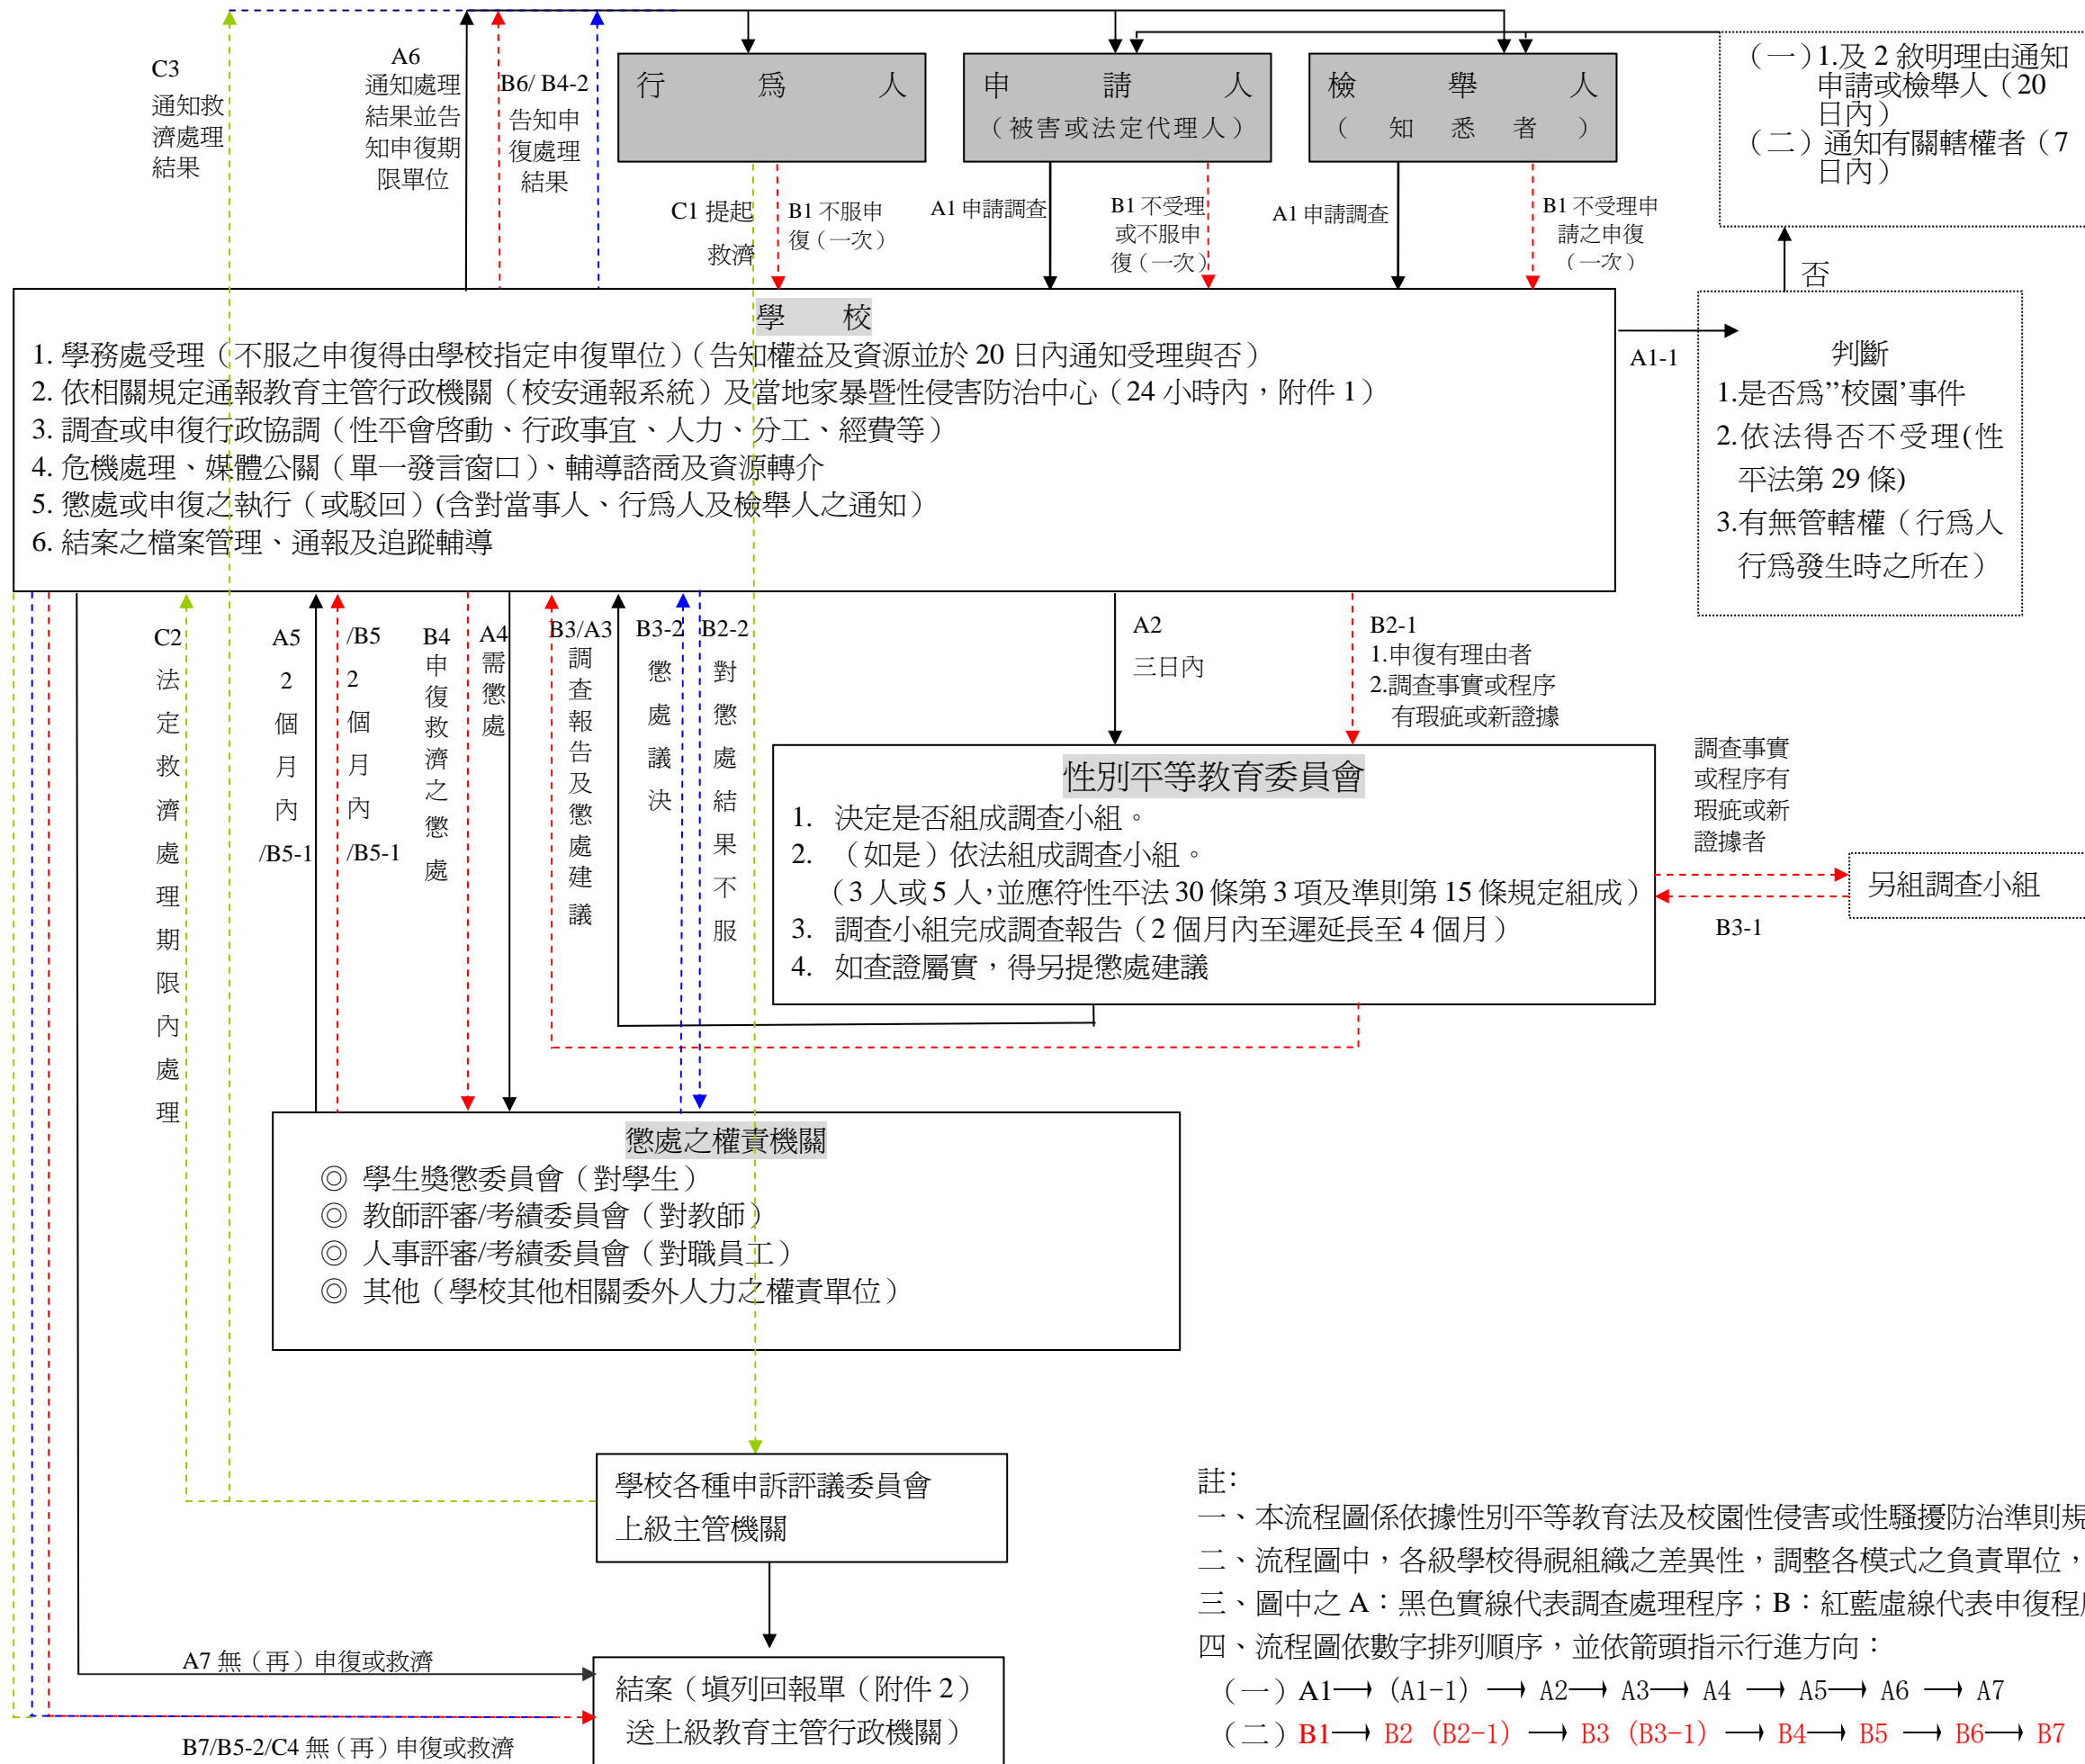 C3
通知救
濟處理
結果
A6
通知處理
結果並告
知申復期
限單位
B6/ B4-2
告知申
復處理
結果
行為人
申請人
（被害或法定代理人）
檢舉人
（知悉者）
（一）1.及 2 敘明理由通知
申請或檢舉人（20
日內）
（二）通知有關轄權者（7
日內）
C1 提起
救濟
B1 不服申
復（一次）
A1 申請調查
B1 不受理
或不服申
復（一次）
A1 申請調查
B1 不受理申
請之申復
（一次）
否
學 校
1. 學務處受理（不服之申復得由學校指定申復單位）（告知權益及資源並於 20 日內通知受理與否）
2. 依相關規定通報教育主管行政機關（校安通報系統）及當地家暴暨性侵害防治中心（24 小時內，附件 1）
3. 調查或申復行政協調（性平會啟動、行政事宜、人力、分工、經費等）
4. 危機處理、媒體公關（單一發言窗口）、輔導諮商及資源轉介
5. 懲處或申復之執行（或駁回）(含對當事人、行為人及檢舉人之通知）
6. 結案之檔案管理、通報及追蹤輔導
A1-1
判斷
1.是否為”校園’事件
2.依法得否不受理(性
平法第 29 條)
3.有無管轄權（行為人
行為發生時之所在）
C2
法定救濟處理期限內處理
A5
2
個月內
/B5-1
/B5
2
個月內
/B5-1
B4
申復救濟之懲處
A4
需懲處
B3/A3
調查報告及懲處建議
B3-2
懲處議決
B2-2
對懲處結果不服
A2
三日內
B2-1
1.申復有理由者
2.調查事實或程序
有瑕疵或新證據
性別平等教育委員會
1. 決定是否組成調查小組。
2. （如是）依法組成調查小組。
（3 人或 5 人，並應符性平法 30 條第 3 項及準則第 15 條規定組成）
3. 調查小組完成調查報告（2 個月內至遲延長至 4 個月）
4. 如查證屬實，得另提懲處建議
調查事實
或程序有
瑕疵或新
證據者
另組調查小組
B3-1
懲處之權責機關
◎ 學生獎懲委員會（對學生）
◎ 教師評審/考績委員會（對教師）
◎ 人事評審/考績委員會（對職員工）
◎ 其他（學校其他相關委外人力之權責單位）
學校各種申訴評議委員會
上級主管機關
A7 無（再）申復或救濟
結案（填列回報單（附件 2）
送上級教育主管行政機關）
B7/B5-2/C4 無（再）申復或救濟
註：
一、本流程圖係依據性別平等教育法及校園性侵害或性騷擾防治準則規
二、流程圖中，各級學校得視組織之差異性，調整各模式之負責單位，
三、圖中之 A：黑色實線代表調查處理程序；B：紅藍虛線代表申復程序
四、流程圖依數字排列順序，並依箭頭指示行進方向：
（一）A1→（A1-1）→ A2→ A3→ A4 → A5→ A6 → A7
（二）B1→ B2（B2-1）→ B3（B3-1）→ B4→ B5 → B6→ B7